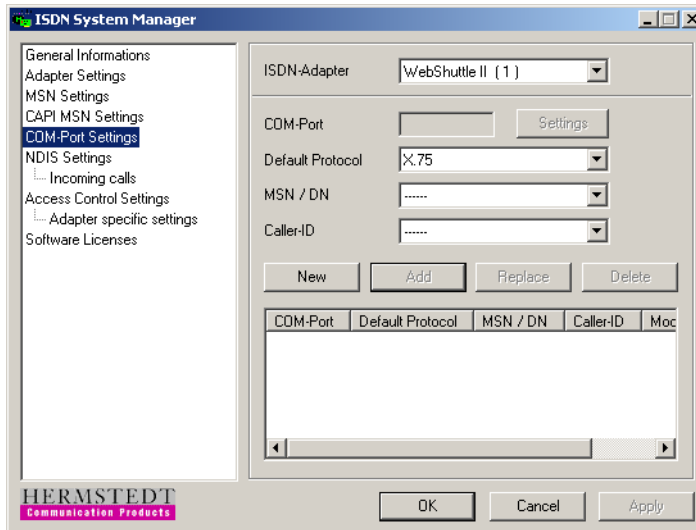 ISDN System Manager
General Informations
Adapter Settings
MSN Settings
CAPI MSN Settings
COM-Port Settings
NDIS Settings
Incoming calls
Access Control Settings
Adapter specific settings
Software Licenses
HERMSTEDT
Communication Products
ISDN-Adapter WebShuttle II (1)
COM-Port Settings
Default Protocol X.75
MSN / DN ------
Caller-ID ------
New Add Replace Delete
COM-Port Default Protocol MSN / DN Caller-ID Moc
OK Cancel Apply